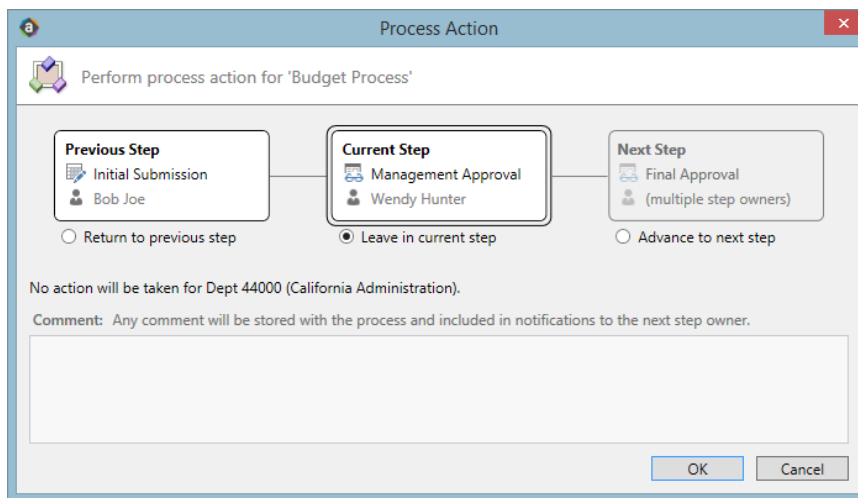 Process Action
Perform process action for 'Budget Process'
Previous Step
Initial Submission
Bob Joe
Current Step
Management Approval
Wendy Hunter
Next Step
Final Approval
(multiple step owners)
Return to previous step
Leave in current step
Advance to next step
No action will be taken for Dept 44000 (California Administration).
Comment: Any comment will be stored with the process and included in notifications to the next step owner.
OK
Cancel